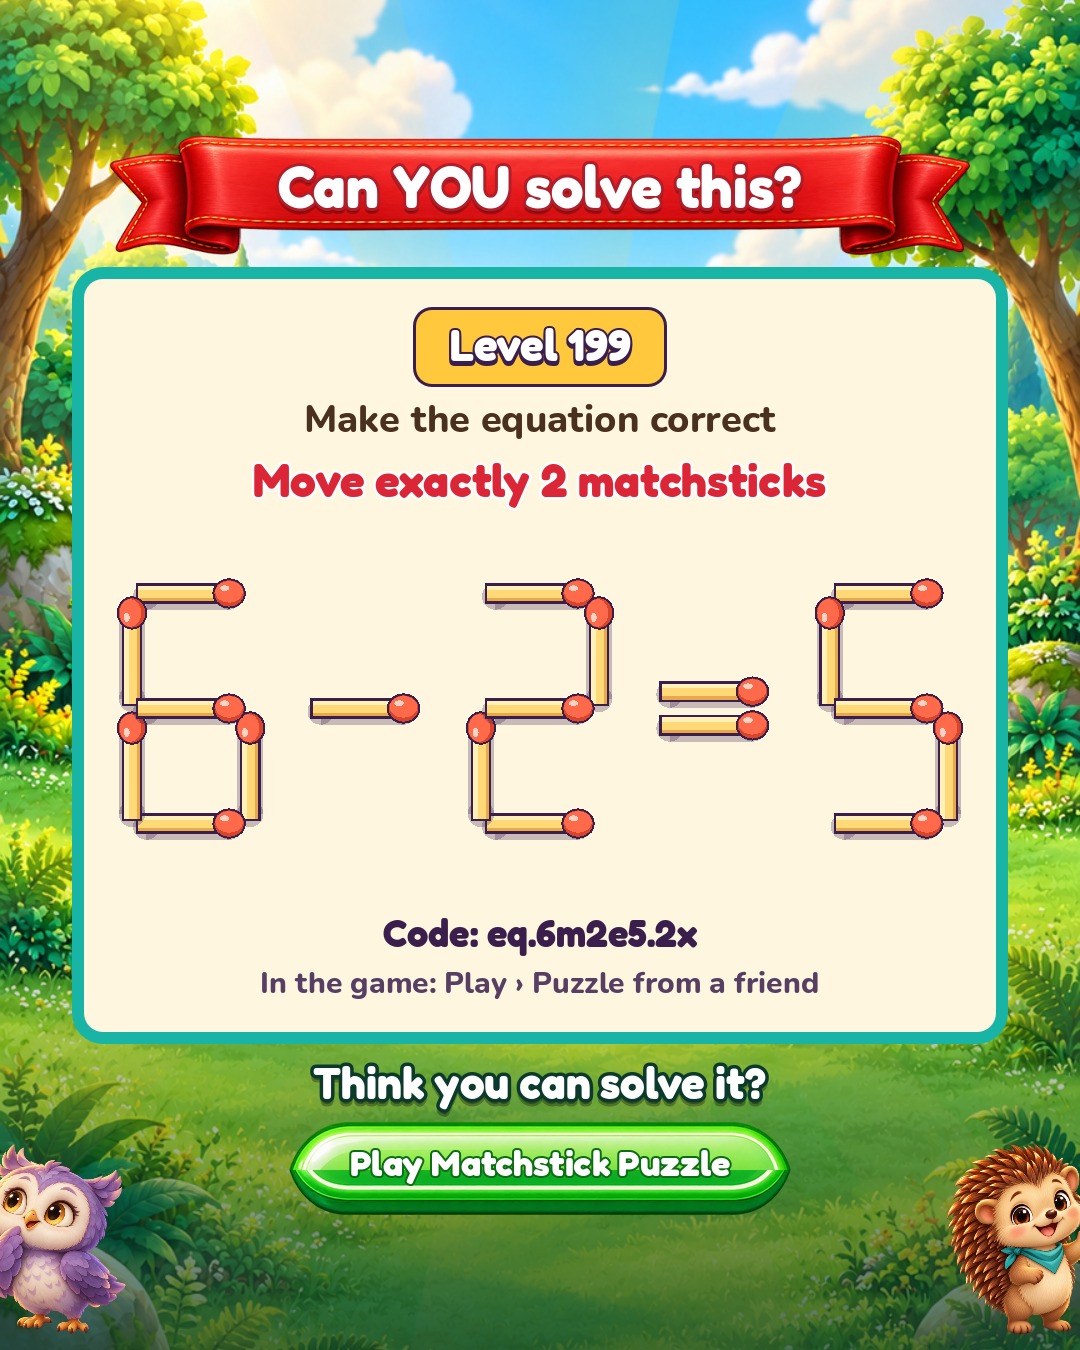 Can YOU solve this?
Level 199
Make the equation correct
Move exactly 2 matchsticks
6 - 2 = 5
Code: eq.6m2e5.2x
In the game: Play › Puzzle from a friend
Think you can solve it?
Play Matchstick Puzzle